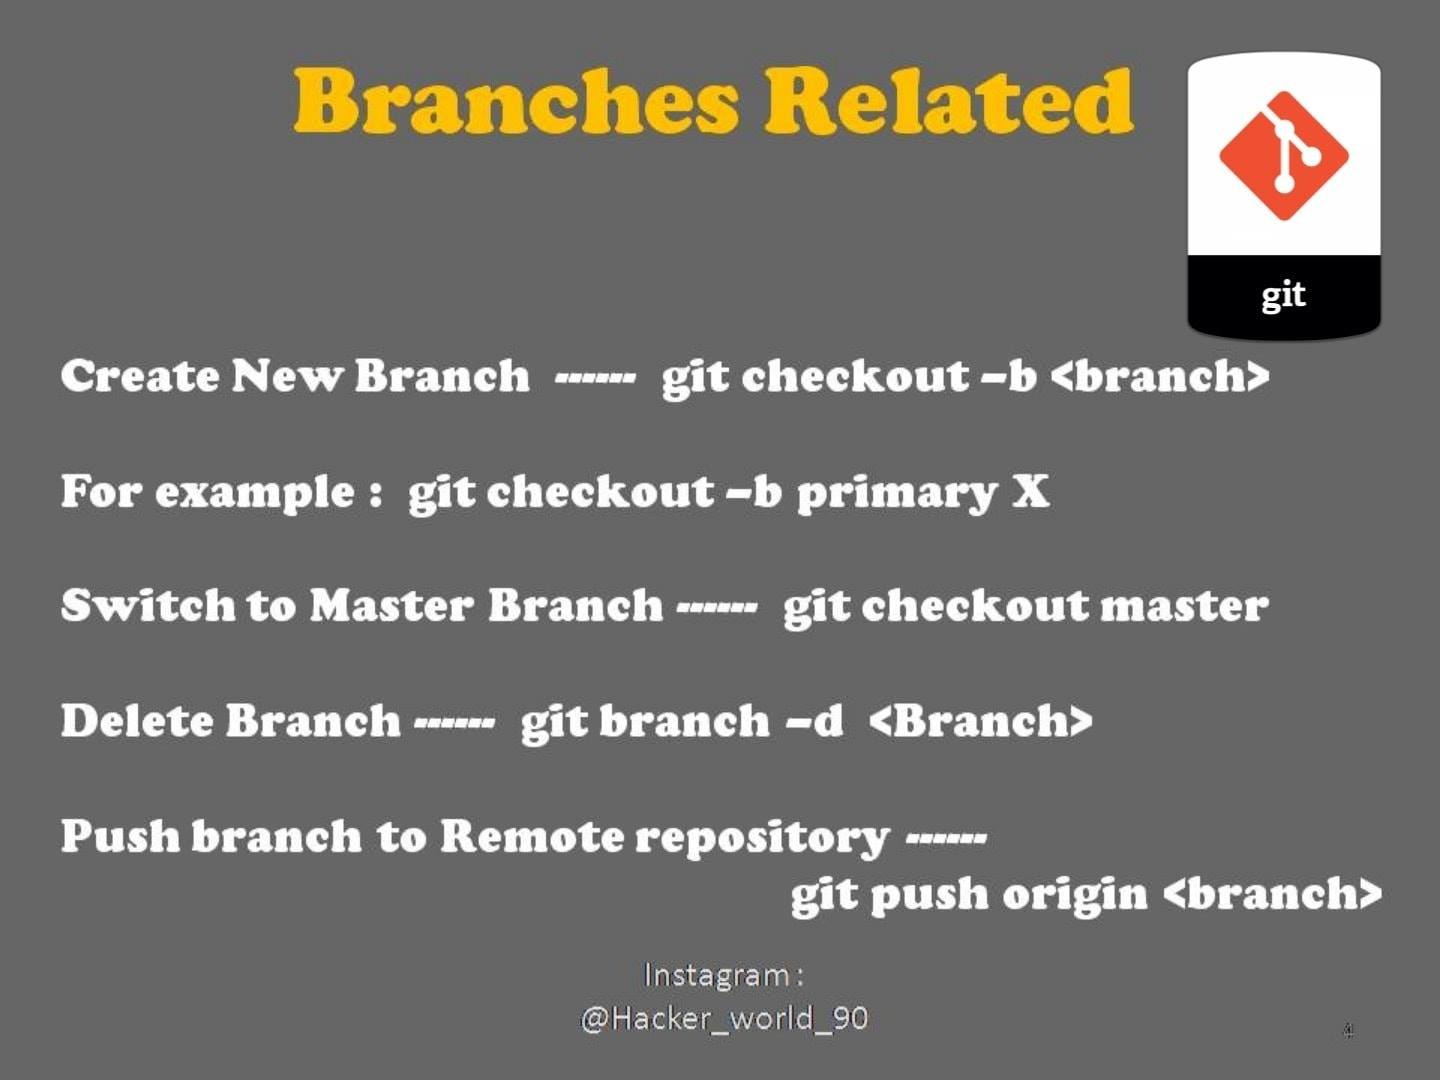 Branches Related
git
Create New Branch ------ git checkout –b <branch>
For example : git checkout –b primary X
Switch to Master Branch ------ git checkout master
Delete Branch ------ git branch –d <Branch>
Push branch to Remote repository ------
git push origin <branch>
Instagram :
@Hacker_world_90
4